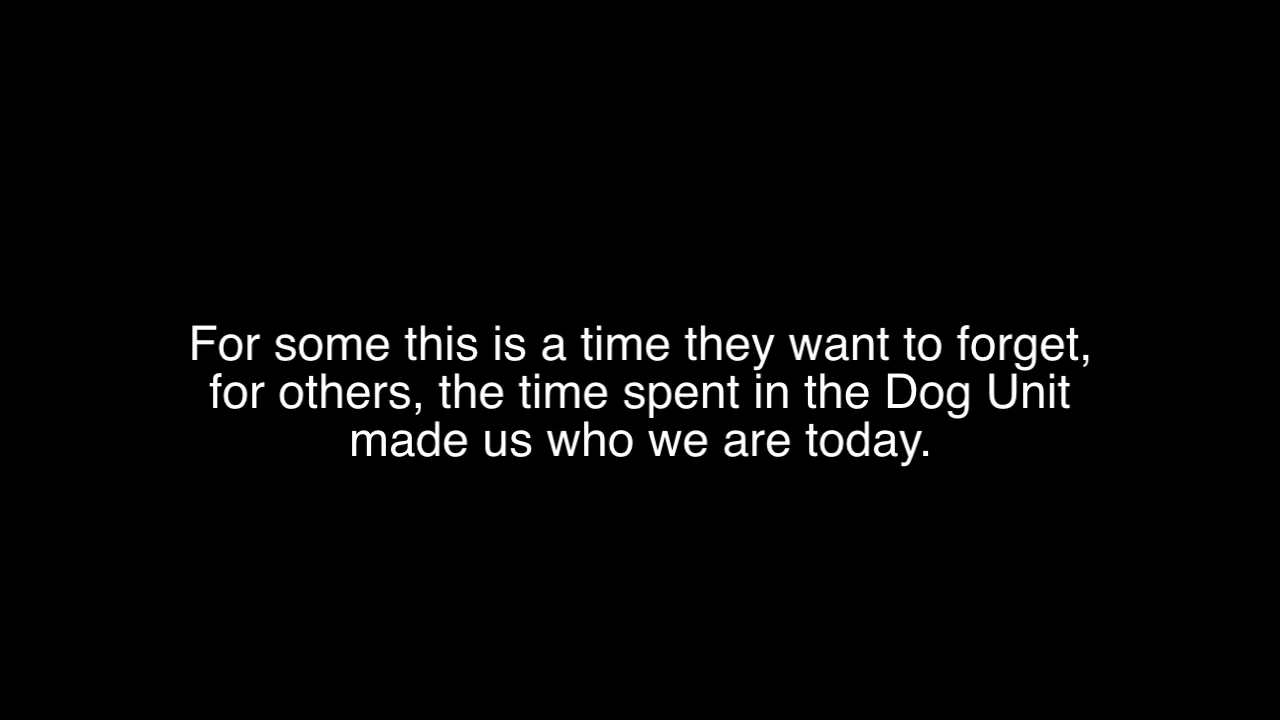 For some this is a time they want to forget,
for others, the time spent in the Dog Unit
made us who we are today.